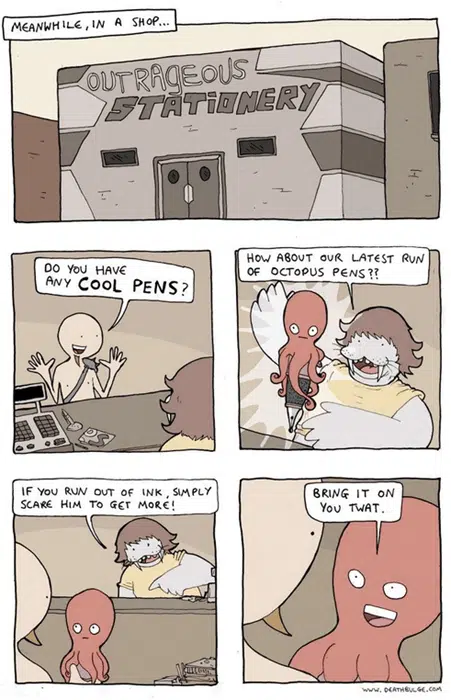 MEANWHILE, IN A SHOP...
OUTRAGEOUS
STATIONERY
DO YOU HAVE
ANY COOL PENS?
HOW ABOUT OUR LATEST RUN
OF OCTOPUS PENS??
IF YOU RUN OUT OF INK, SIMPLY
SCARE HIM TO GET MORE!
BRING IT ON
YOU TWAT.
WWW.DEATHBULGE.COM